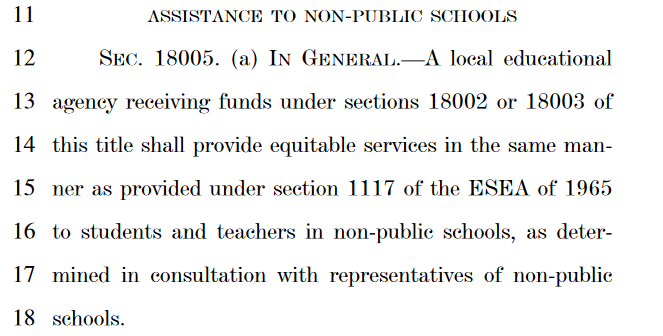 11 ASSISTANCE TO NON-PUBLIC SCHOOLS
12 SEC. 18005. (a) IN GENERAL.—A local educational
13 agency receiving funds under sections 18002 or 18003 of
14 this title shall provide equitable services in the same man-
15 ner as provided under section 1117 of the ESEA of 1965
16 to students and teachers in non-public schools, as deter-
17 mined in consultation with representatives of non-public
18 schools.